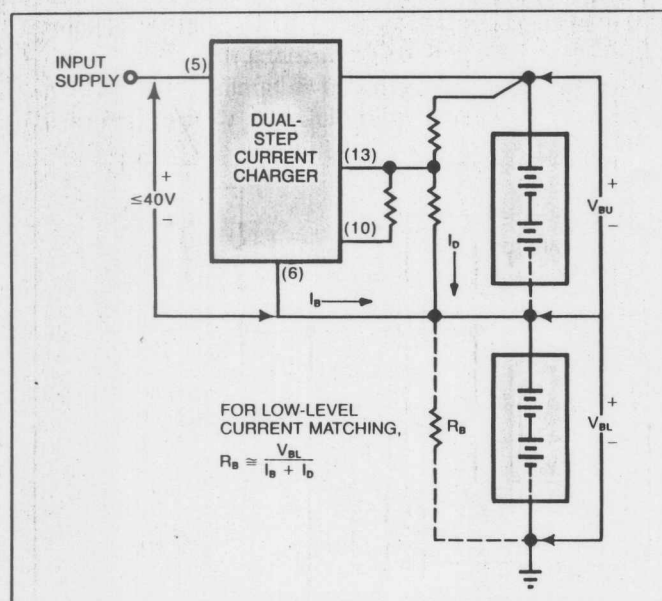 INPUT
SUPPLY
(5)
DUAL-
STEP
CURRENT
CHARGER
(13)
(10)
(6)
+
≤40V
−
I_B
I_D
+
V_BU
−
FOR LOW-LEVEL
CURRENT MATCHING,
R_B ≅ V_BL / (I_B + I_D)
R_B
+
V_BL
−